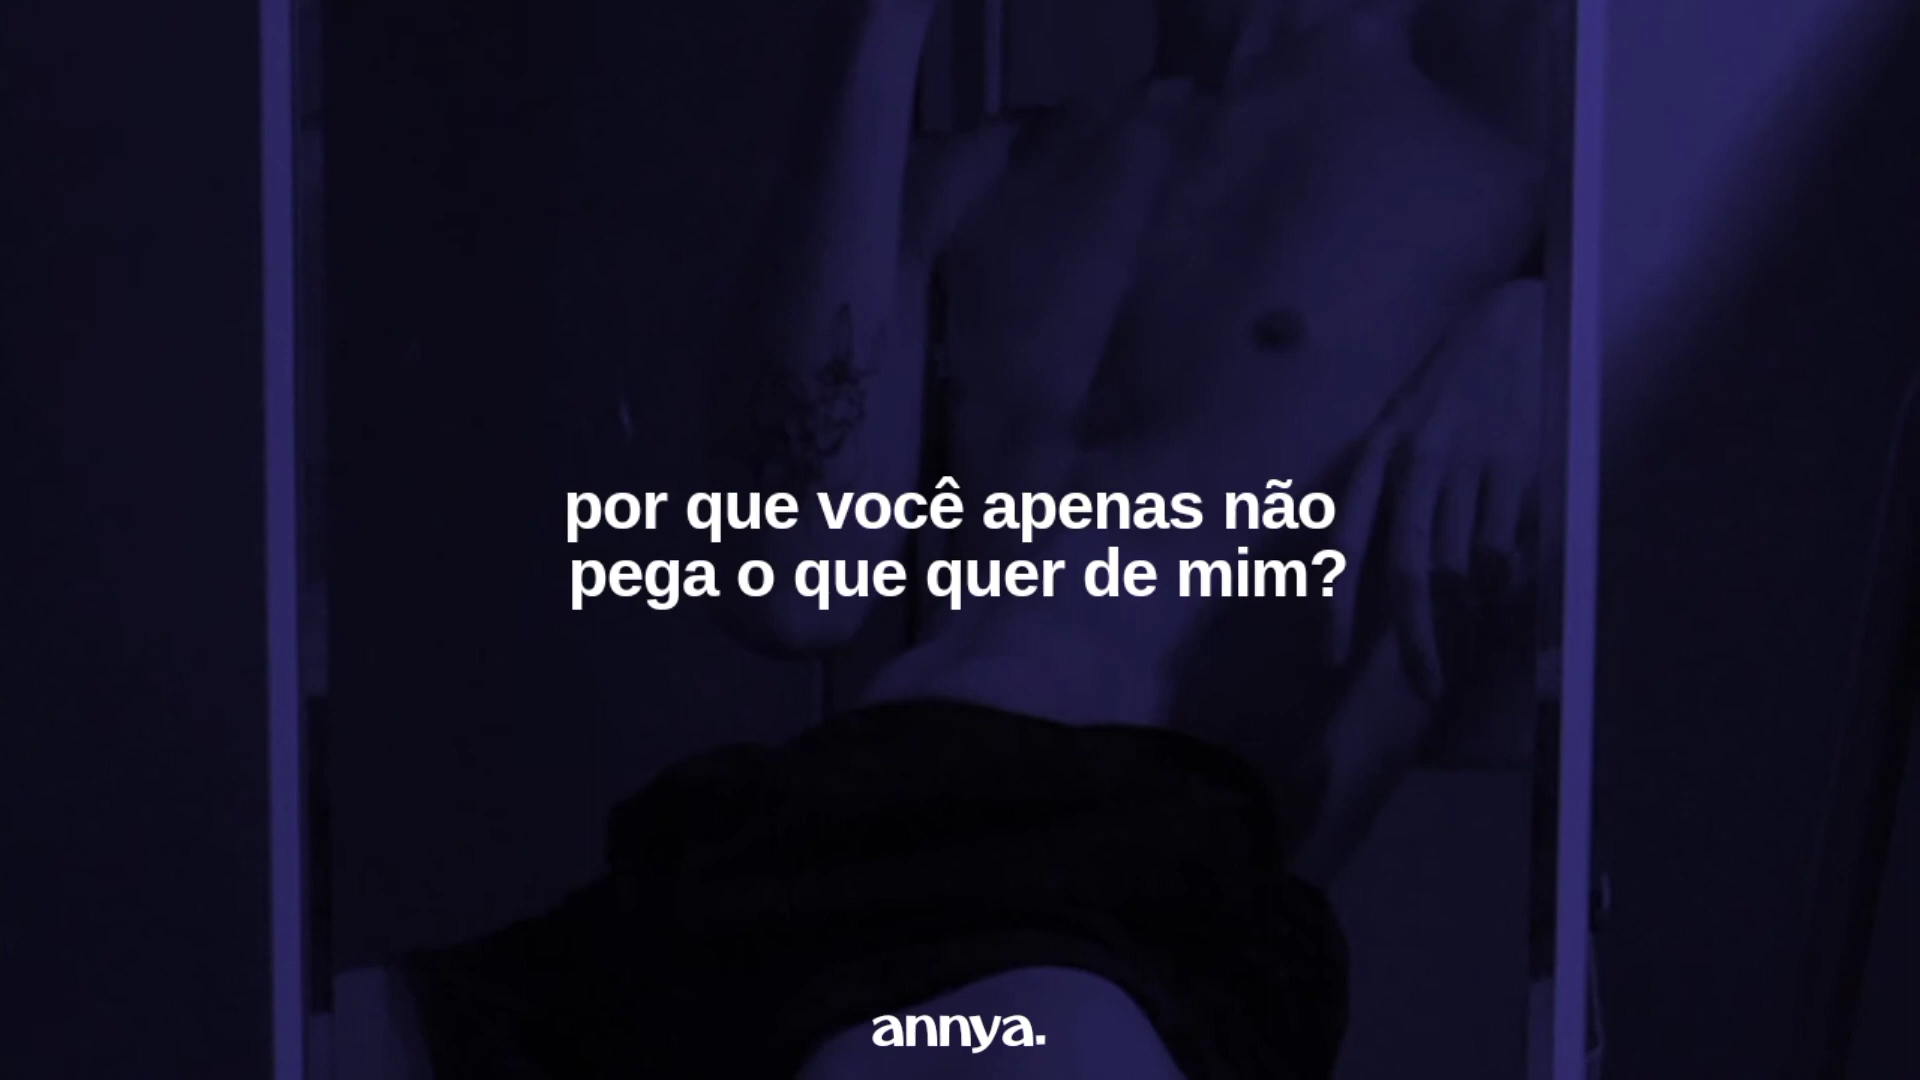 por que você apenas não
pega o que quer de mim?
annya.